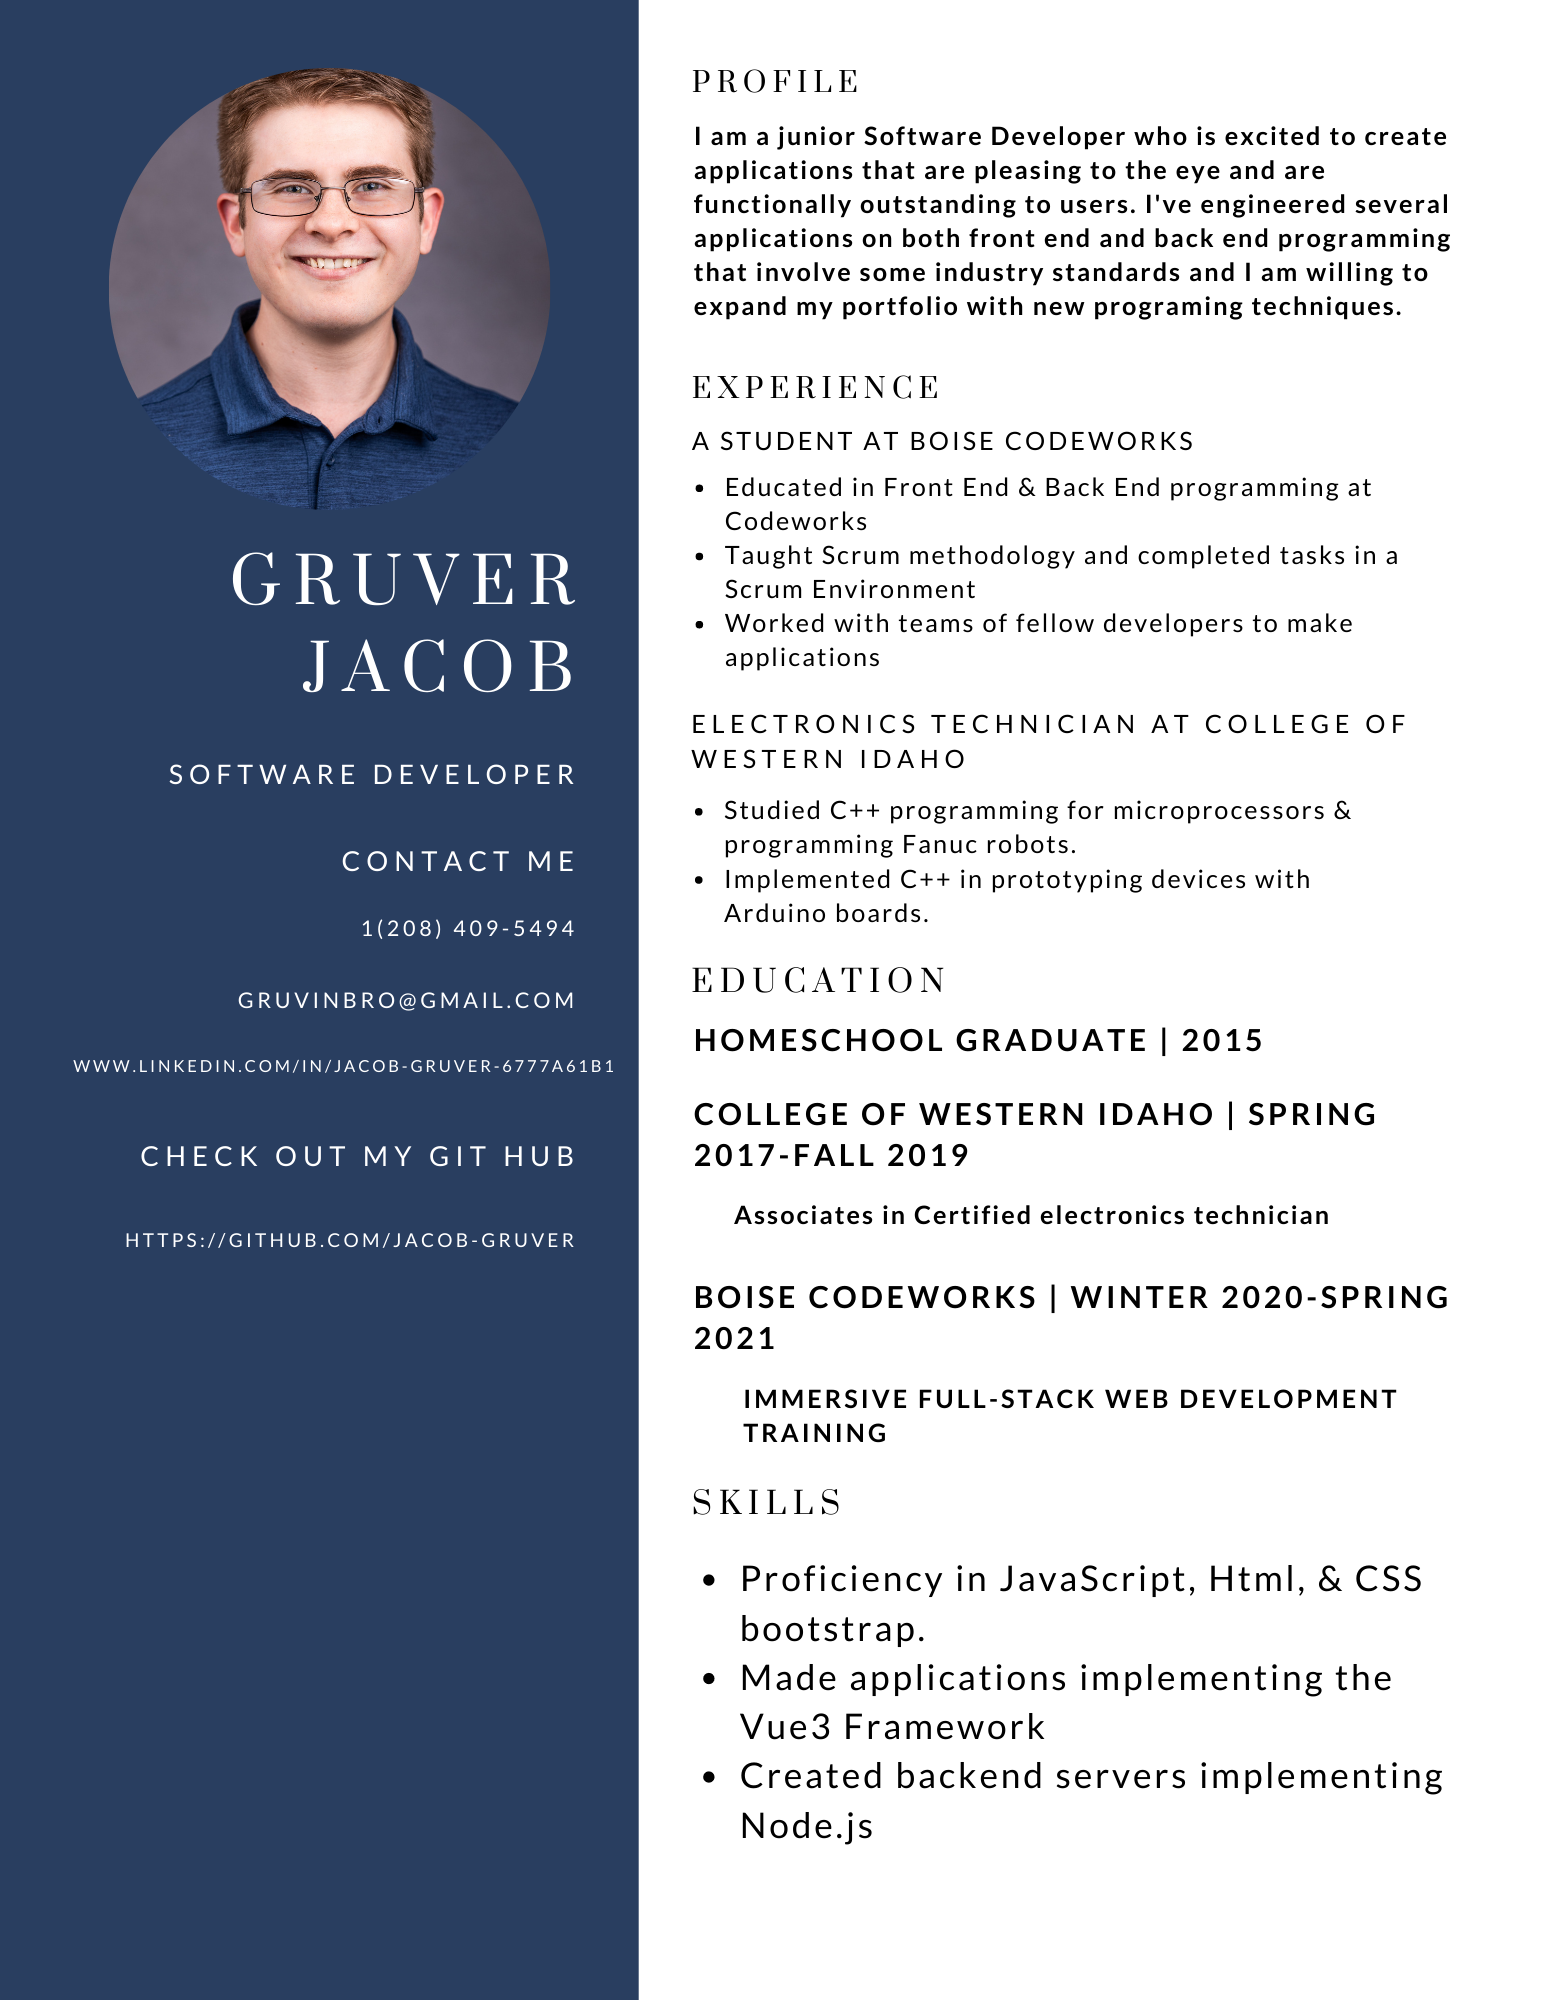 GRUVER
JACOB
SOFTWARE DEVELOPER
CONTACT ME
1(208) 409-5494
GRUVINBRO@GMAIL.COM
WWW.LINKEDIN.COM/IN/JACOB-GRUVER-6777A61B1
CHECK OUT MY GIT HUB
HTTPS://GITHUB.COM/JACOB-GRUVER
PROFILE
I am a junior Software Developer who is excited to create
applications that are pleasing to the eye and are
functionally outstanding to users. I've engineered several
applications on both front end and back end programming
that involve some industry standards and I am willing to
expand my portfolio with new programing techniques.
EXPERIENCE
A STUDENT AT BOISE CODEWORKS
• Educated in Front End & Back End programming at
Codeworks
• Taught Scrum methodology and completed tasks in a
Scrum Environment
• Worked with teams of fellow developers to make
applications
ELECTRONICS TECHNICIAN AT COLLEGE OF
WESTERN IDAHO
• Studied C++ programming for microprocessors &
programming Fanuc robots.
• Implemented C++ in prototyping devices with
Arduino boards.
EDUCATION
HOMESCHOOL GRADUATE | 2015
COLLEGE OF WESTERN IDAHO | SPRING
2017-FALL 2019
Associates in Certified electronics technician
BOISE CODEWORKS | WINTER 2020-SPRING
2021
IMMERSIVE FULL-STACK WEB DEVELOPMENT
TRAINING
SKILLS
• Proficiency in JavaScript, Html, & CSS
bootstrap.
• Made applications implementing the
Vue3 Framework
• Created backend servers implementing
Node.js